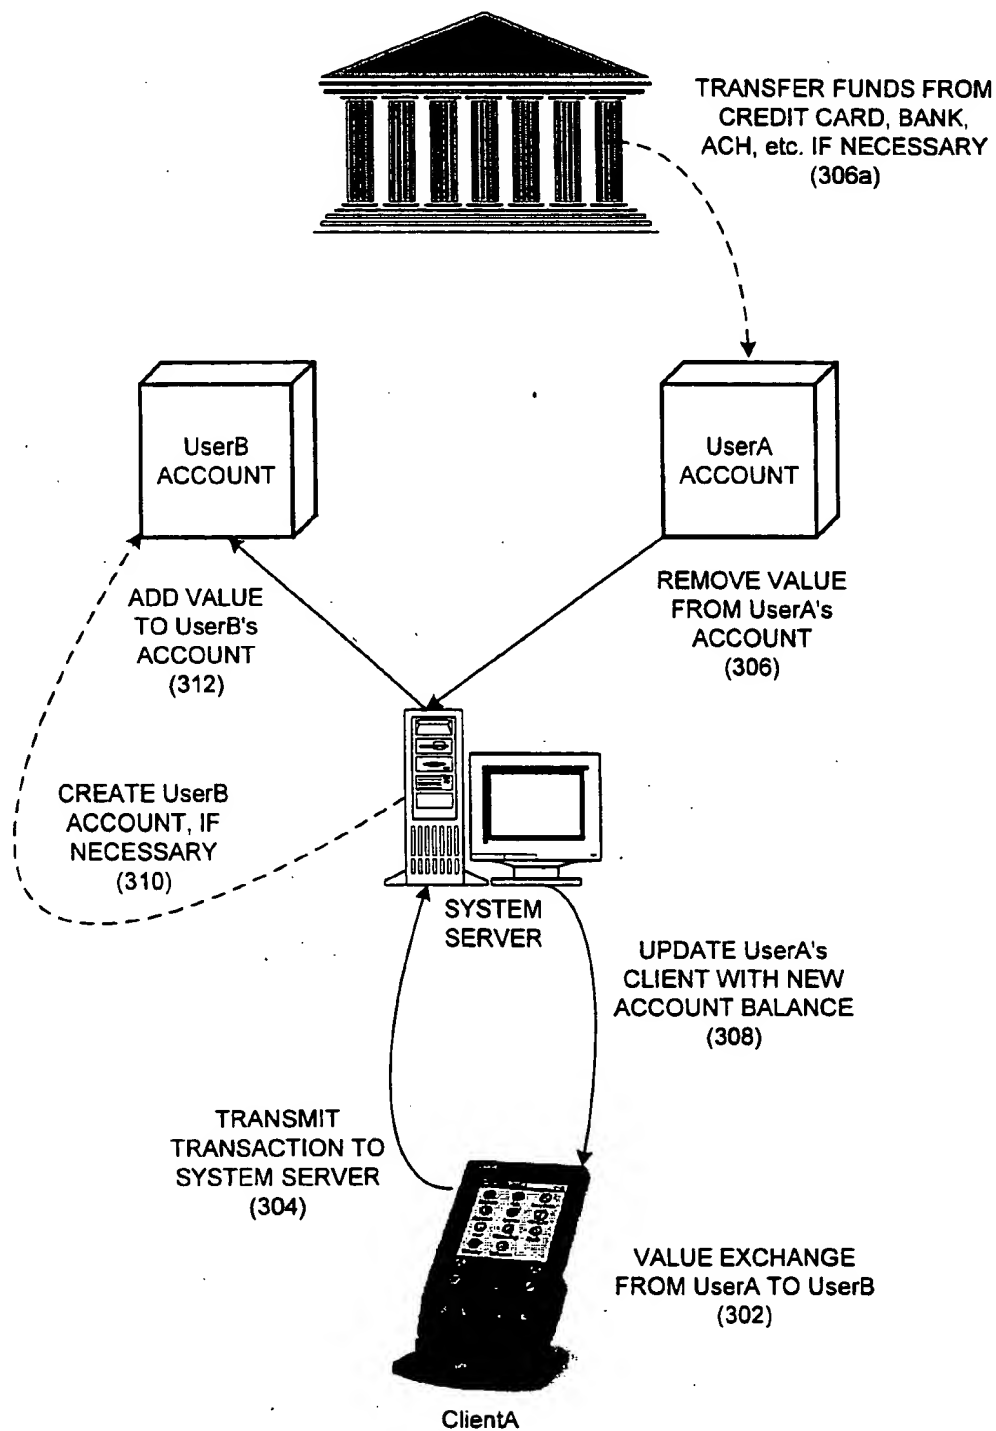 TRANSFER FUNDS FROM
CREDIT CARD, BANK,
ACH, etc. IF NECESSARY
(306a)
UserB
ACCOUNT
UserA
ACCOUNT
ADD VALUE
TO UserB's
ACCOUNT
(312)
REMOVE VALUE
FROM UserA's
ACCOUNT
(306)
CREATE UserB
ACCOUNT, IF
NECESSARY
(310)
SYSTEM
SERVER
UPDATE UserA's
CLIENT WITH NEW
ACCOUNT BALANCE
(308)
TRANSMIT
TRANSACTION TO
SYSTEM SERVER
(304)
VALUE EXCHANGE
FROM UserA TO UserB
(302)
ClientA